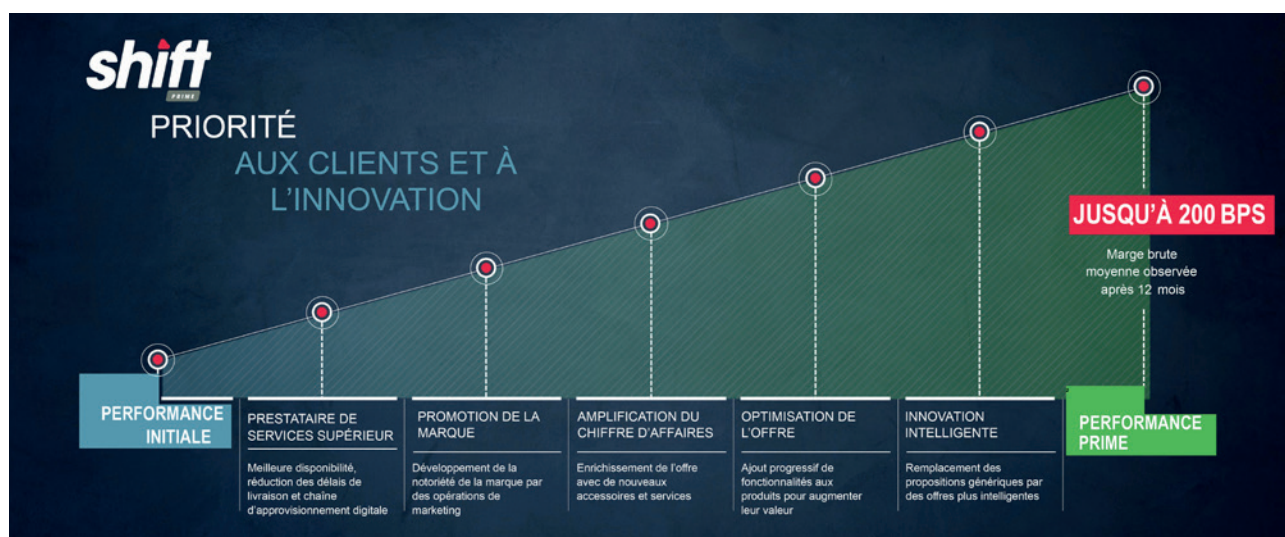 shift
PRIME
PRIORITÉ
AUX CLIENTS ET À
L'INNOVATION
JUSQU'À 200 BPS
Marge brute
moyenne observée
après 12 mois
PERFORMANCE
INITIALE
PRESTATAIRE DE
SERVICES SUPÉRIEUR
Meilleure disponibilité,
réduction des délais de
livraison et chaîne
d'approvisionnement digitale
PROMOTION DE LA
MARQUE
Développement de la
notoriété de la marque par
des opérations de
marketing
AMPLIFICATION DU
CHIFFRE D'AFFAIRES
Enrichissement de l'offre
avec de nouveaux
accessoires et services
OPTIMISATION DE
L'OFFRE
Ajout progressif de
fonctionnalités aux
produits pour augmenter
leur valeur
INNOVATION
INTELLIGENTE
Remplacement des
propositions génériques par
des offres plus intelligentes
PERFORMANCE
PRIME